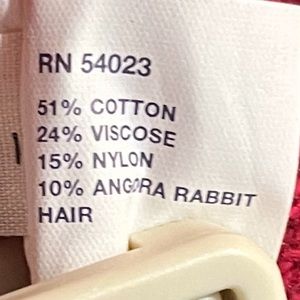 RN 54023
51% COTTON
24% VISCOSE
15% NYLON
10% ANGORA RABBIT
HAIR